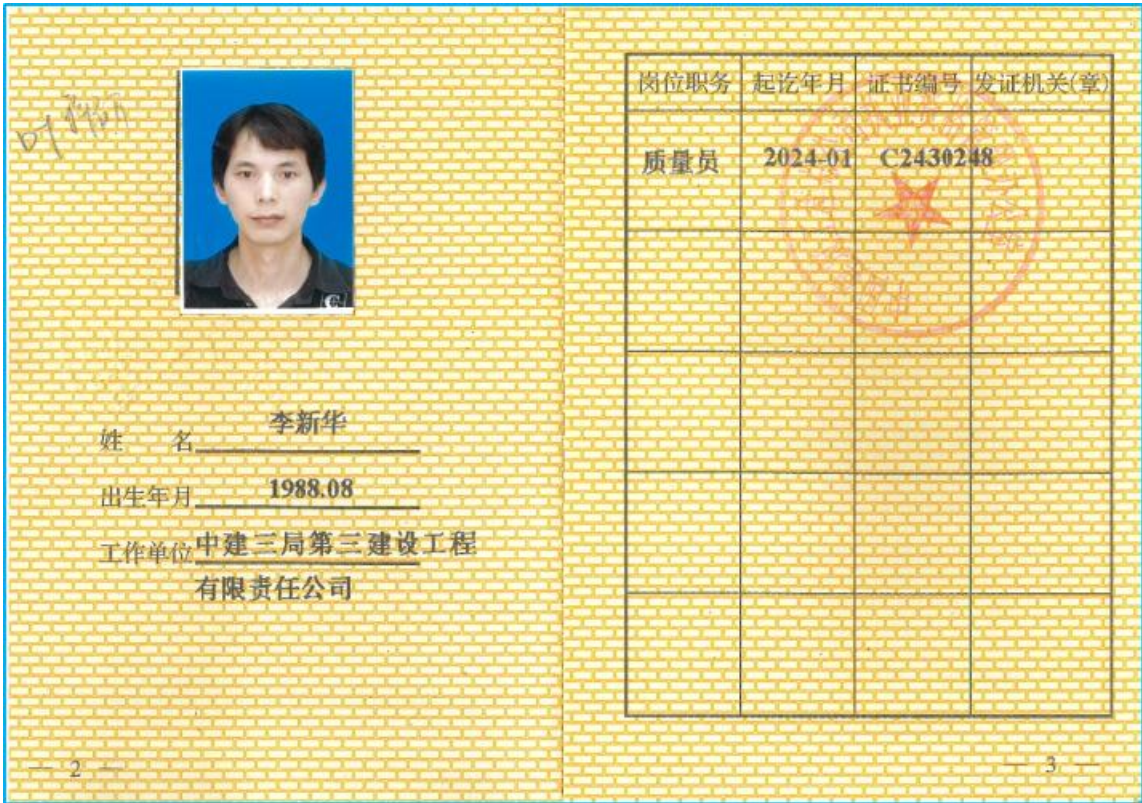 姓 名 李新华
出生年月 1988.08
工作单位 中建三局第三建设工程
有限责任公司
— 2 —
岗位职务 起讫年月 证书编号 发证机关(章)
质量员 2024-01 C2430248
— 3 —